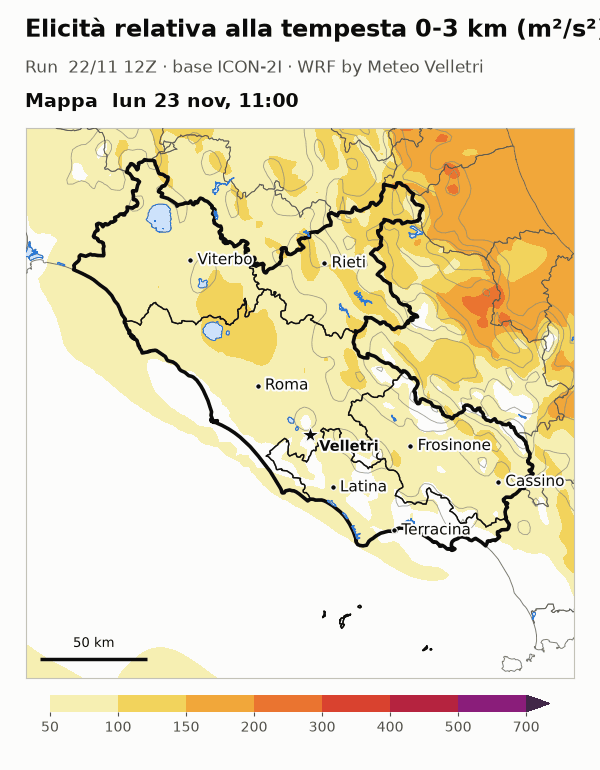 Elicità relativa alla tempesta 0-3 km (m²/s²)
Run 22/11 12Z · base ICON-2I · WRF by Meteo Velletri
Mappa lun 23 nov, 11:00
Viterbo
Rieti
Roma
Velletri
Frosinone
Latina
Cassino
Terracina
50 km
50 100 150 200 300 400 500 700